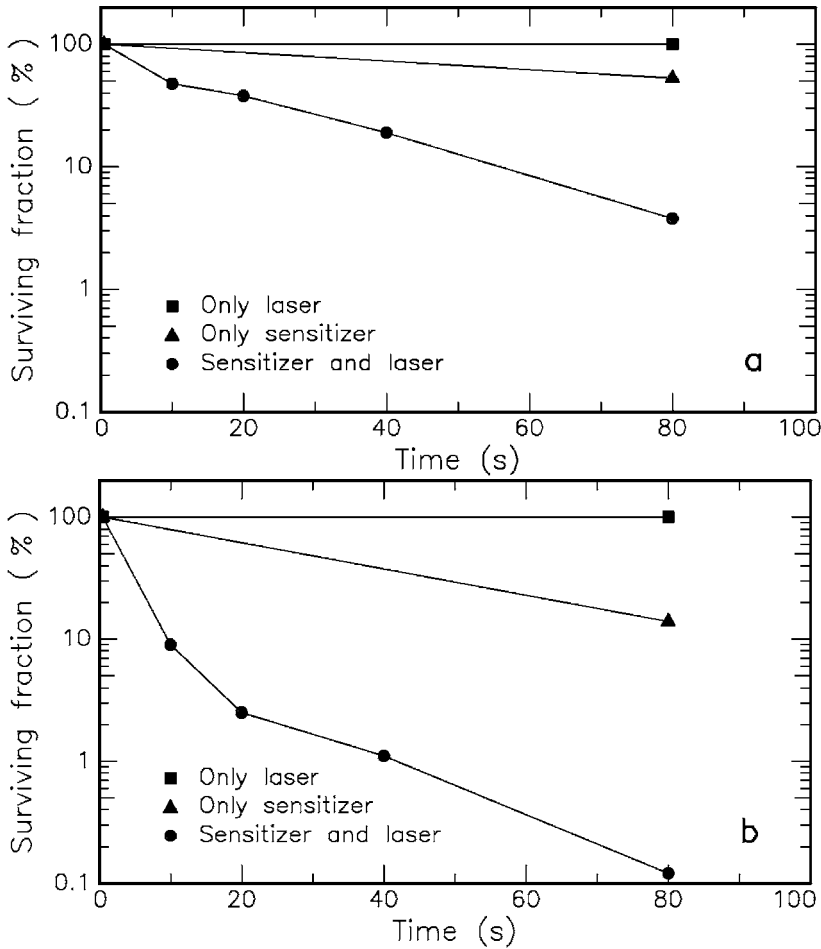 Surviving fraction ( % )
100
10
1
0.1
Only laser
Only sensitizer
Sensitizer and laser
a
0 20 40 60 80 100
Time (s)
Surviving fraction ( % )
100
10
1
0.1
Only laser
Only sensitizer
Sensitizer and laser
b
0 20 40 60 80 100
Time (s)